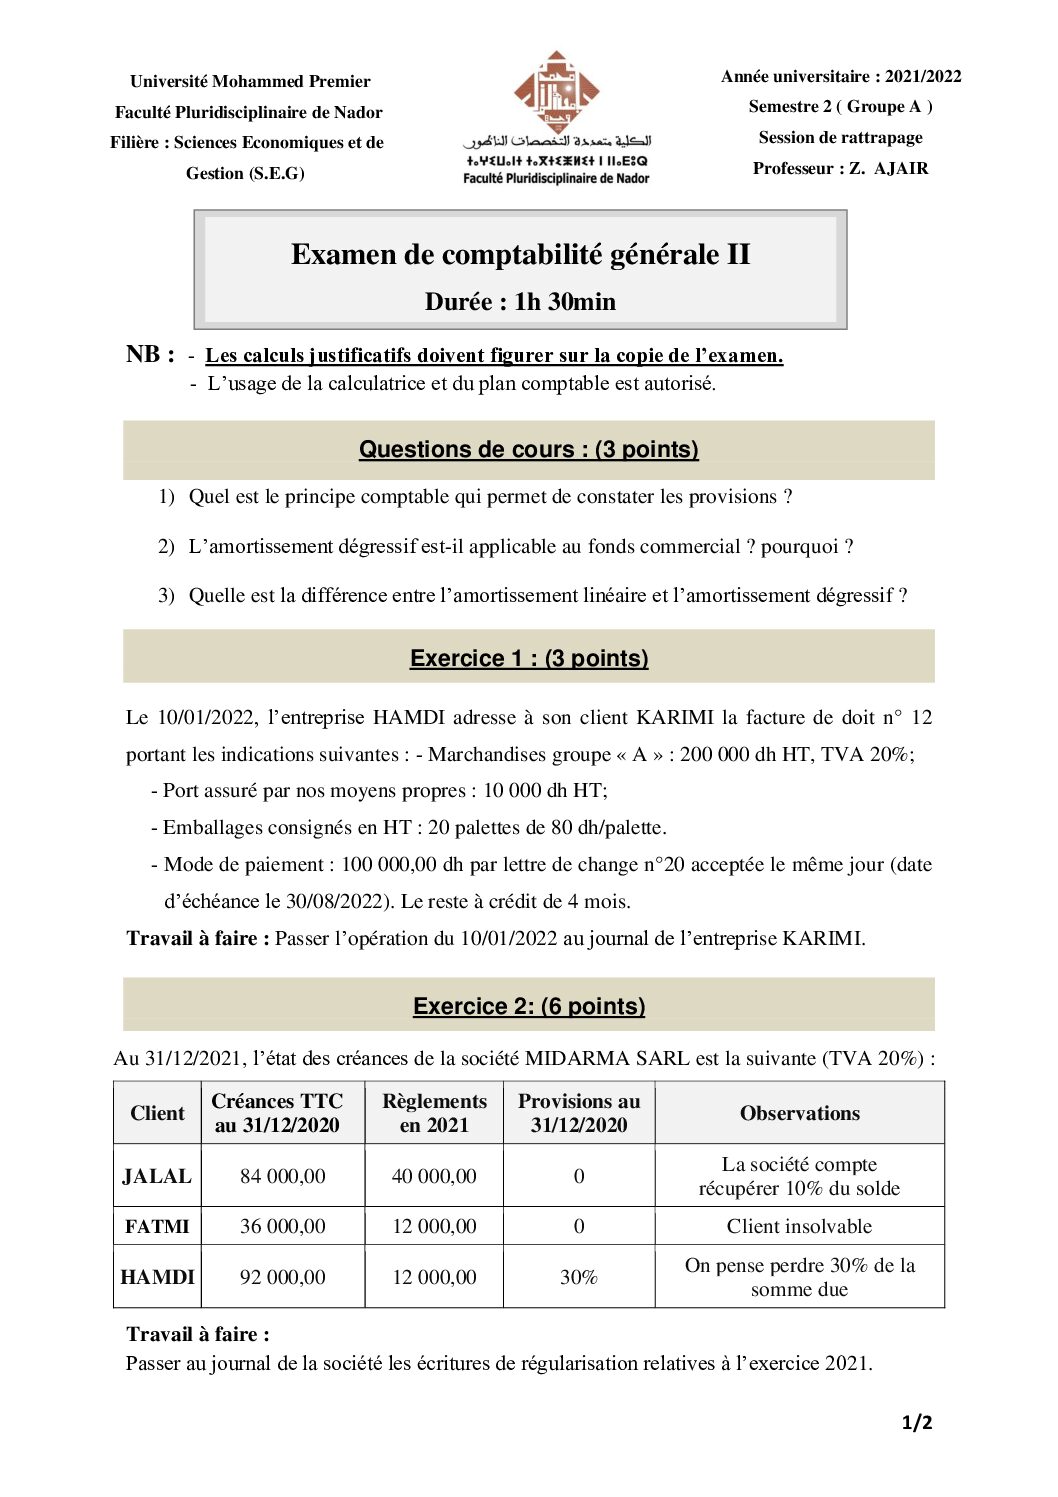 Université Mohammed Premier
Faculté Pluridisciplinaire de Nador
Filière : Sciences Economiques et de
Gestion (S.E.G)
الكلية متعددة التخصصات الناظور
Faculté Pluridisciplinaire de Nador
Année universitaire : 2021/2022
Semestre 2 ( Groupe A )
Session de rattrapage
Professeur : Z. AJAIR
Examen de comptabilité générale II
Durée : 1h 30min
NB : - Les calculs justificatifs doivent figurer sur la copie de l’examen.
- L’usage de la calculatrice et du plan comptable est autorisé.
Questions de cours : (3 points)
1) Quel est le principe comptable qui permet de constater les provisions ?
2) L’amortissement dégressif est-il applicable au fonds commercial ? pourquoi ?
3) Quelle est la différence entre l’amortissement linéaire et l’amortissement dégressif ?
Exercice 1 : (3 points)
Le 10/01/2022, l’entreprise HAMDI adresse à son client KARIMI la facture de doit n° 12
portant les indications suivantes : - Marchandises groupe « A » : 200 000 dh HT, TVA 20%;
- Port assuré par nos moyens propres : 10 000 dh HT;
- Emballages consignés en HT : 20 palettes de 80 dh/palette.
- Mode de paiement : 100 000,00 dh par lettre de change n°20 acceptée le même jour (date
d’échéance le 30/08/2022). Le reste à crédit de 4 mois.
Travail à faire : Passer l’opération du 10/01/2022 au journal de l’entreprise KARIMI.
Exercice 2: (6 points)
Au 31/12/2021, l’état des créances de la société MIDARMA SARL est la suivante (TVA 20%) :
Client
Créances TTC
au 31/12/2020
Règlements
en 2021
Provisions au
31/12/2020
Observations
JALAL
84 000,00
40 000,00
0
La société compte
récupérer 10% du solde
FATMI
36 000,00
12 000,00
0
Client insolvable
HAMDI
92 000,00
12 000,00
30%
On pense perdre 30% de la
somme due
Travail à faire :
Passer au journal de la société les écritures de régularisation relatives à l’exercice 2021.
1/2